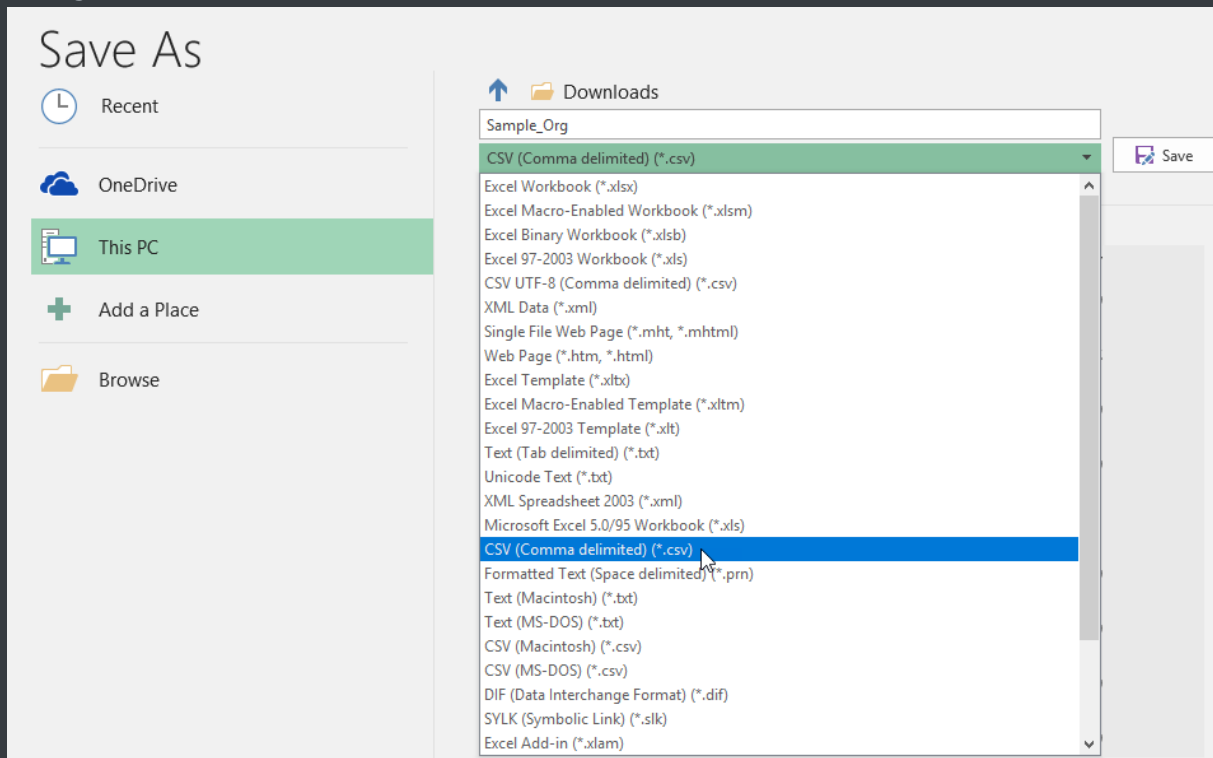 Save As
Recent
OneDrive
This PC
Add a Place
Browse
Downloads
Sample_Org
CSV (Comma delimited) (*.csv)
Save
Excel Workbook (*.xlsx)
Excel Macro-Enabled Workbook (*.xlsm)
Excel Binary Workbook (*.xlsb)
Excel 97-2003 Workbook (*.xls)
CSV UTF-8 (Comma delimited) (*.csv)
XML Data (*.xml)
Single File Web Page (*.mht, *.mhtml)
Web Page (*.htm, *.html)
Excel Template (*.xltx)
Excel Macro-Enabled Template (*.xltm)
Excel 97-2003 Template (*.xlt)
Text (Tab delimited) (*.txt)
Unicode Text (*.txt)
XML Spreadsheet 2003 (*.xml)
Microsoft Excel 5.0/95 Workbook (*.xls)
CSV (Comma delimited) (*.csv)
Formatted Text (Space delimited) (*.prn)
Text (Macintosh) (*.txt)
Text (MS-DOS) (*.txt)
CSV (Macintosh) (*.csv)
CSV (MS-DOS) (*.csv)
DIF (Data Interchange Format) (*.dif)
SYLK (Symbolic Link) (*.slk)
Excel Add-in (*.xlam)